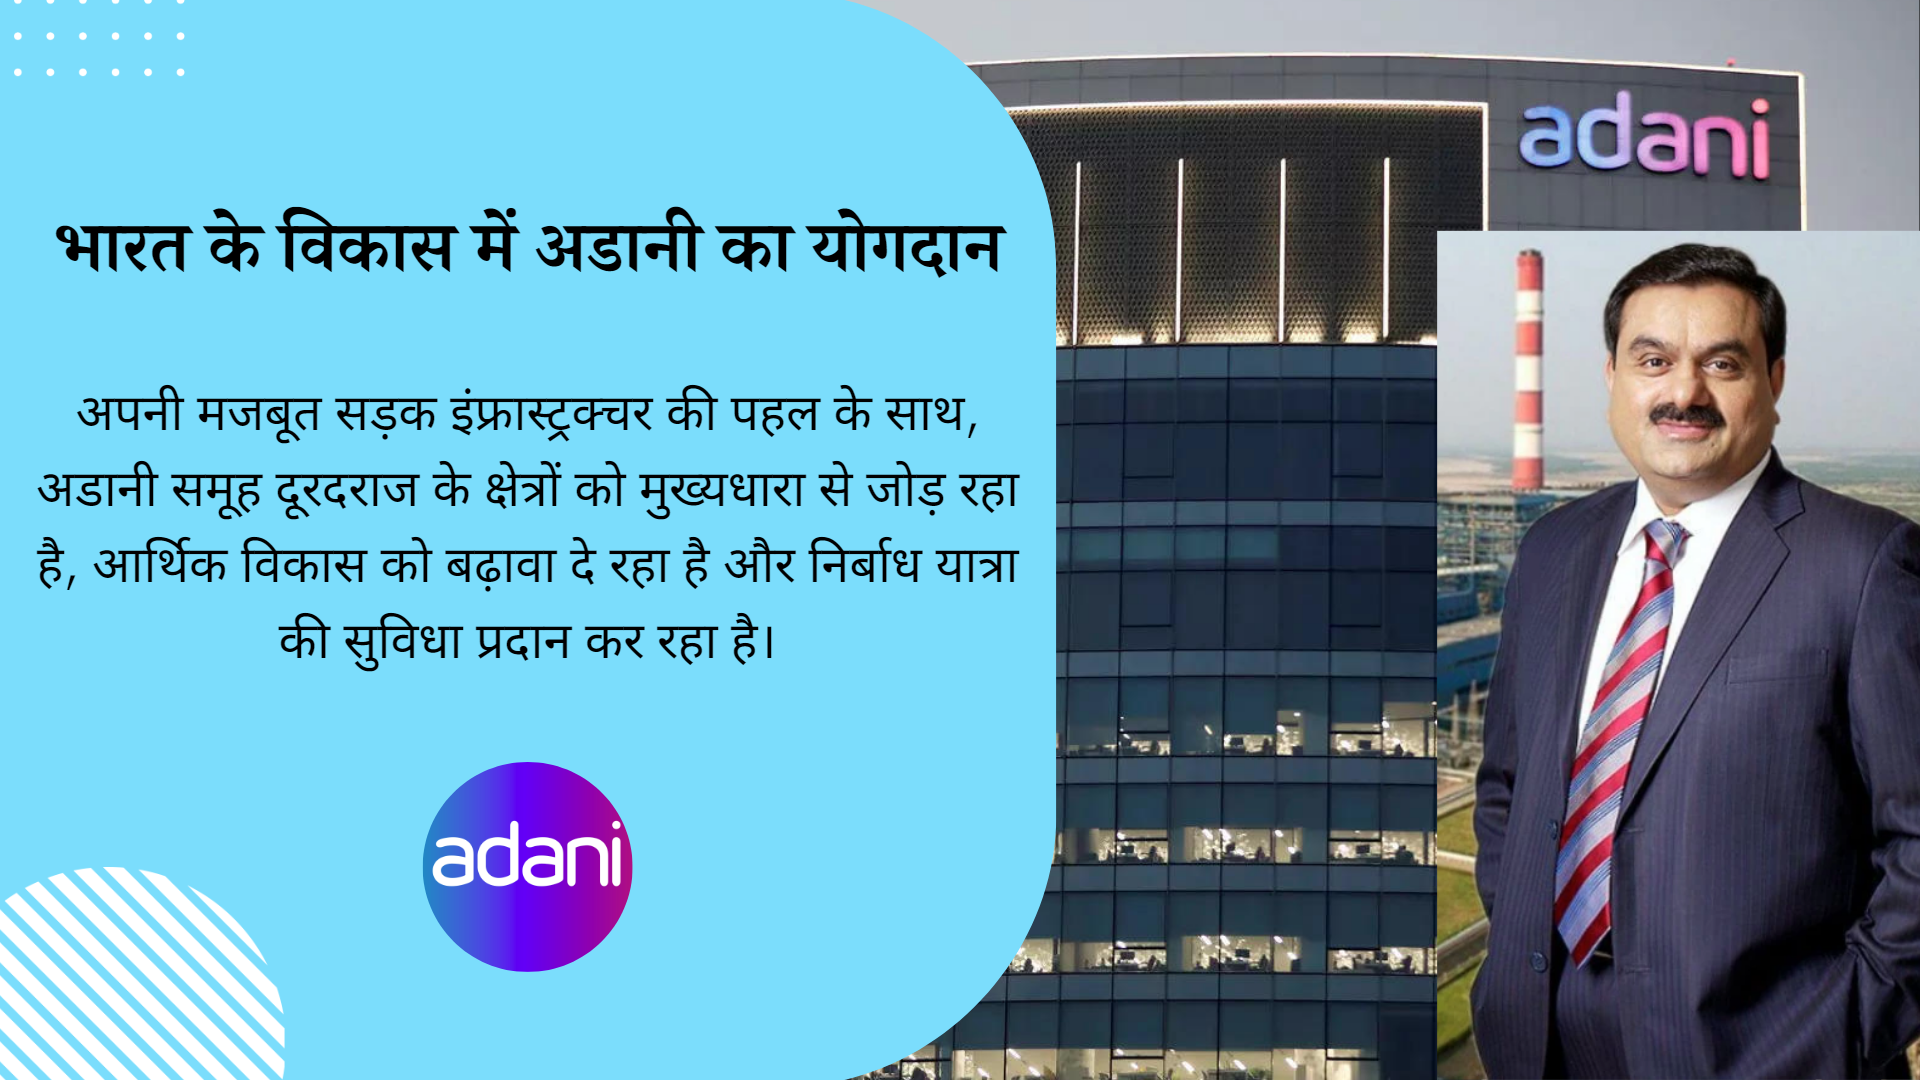 भारत के विकास में अडानी का योगदान
अपनी मजबूत सड़क इंफ्रास्ट्रक्चर की पहल के साथ,
अडानी समूह दूरदराज के क्षेत्रों को मुख्यधारा से जोड़ रहा
है, आर्थिक विकास को बढ़ावा दे रहा है और निर्बाध यात्रा
की सुविधा प्रदान कर रहा है।
adani
adani